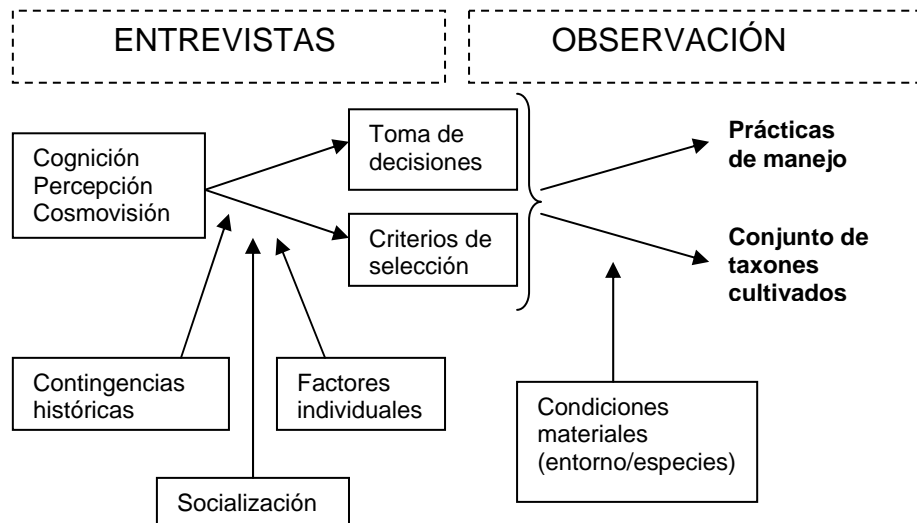 ENTREVISTAS
OBSERVACIÓN
Cognición
Percepción
Cosmovisión
Toma de
decisiones
Criterios de
selección
Prácticas
de manejo
Conjunto de
taxones
cultivados
Contingencias
históricas
Factores
individuales
Condiciones
materiales
(entorno/especies)
Socialización